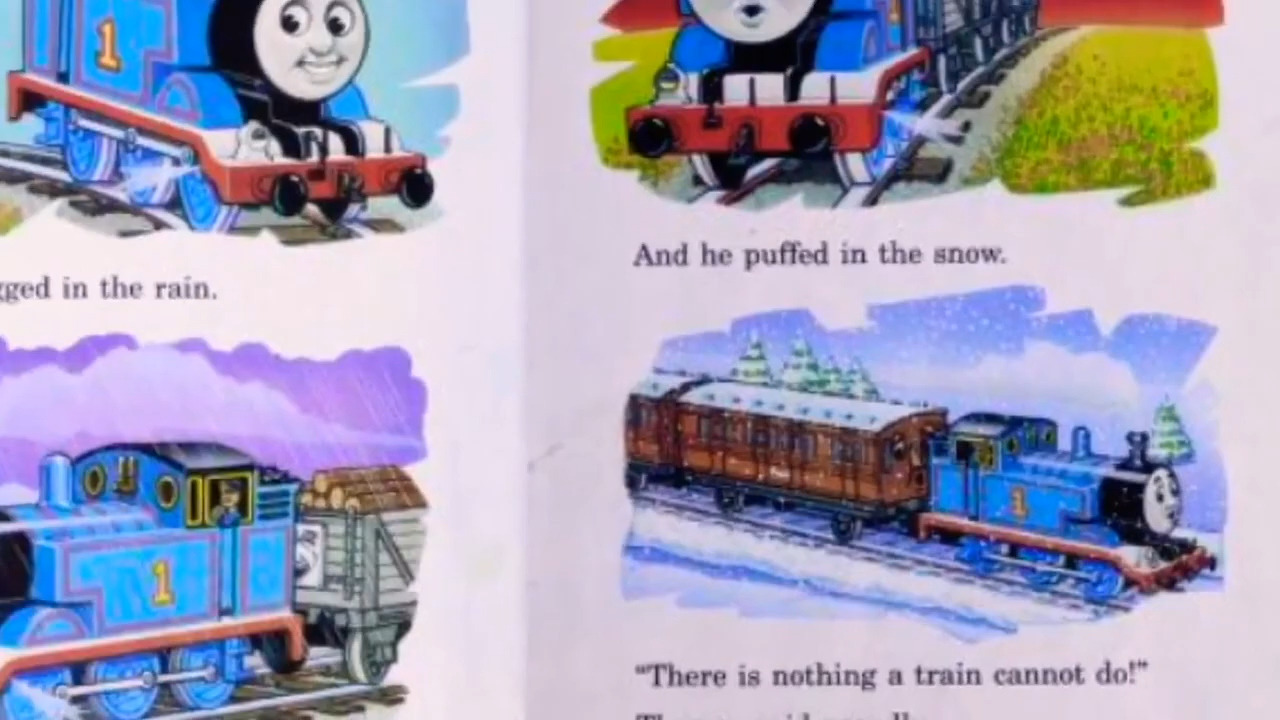 1
gged in the rain.
1
And he puffed in the snow.
1
“There is nothing a train cannot do!”